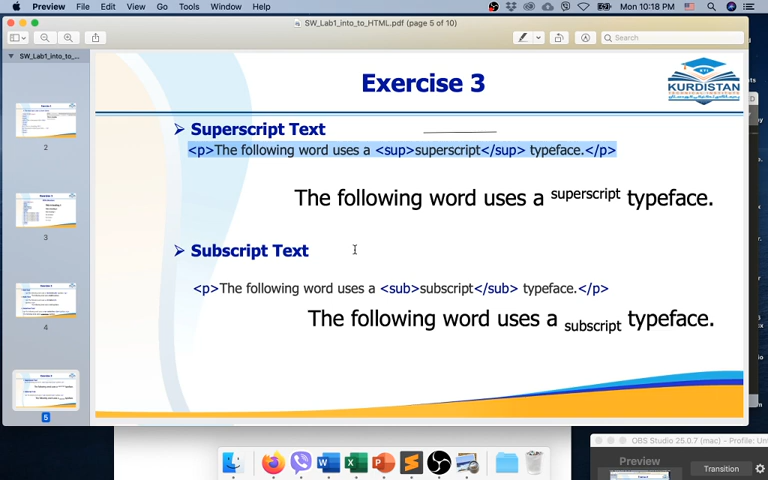 Preview File Edit View Go Tools Window Help Mon 10:18 PM
SW_Lab1_into_to_HTML.pdf (page 5 of 10)
Search
SW_Lab1_into_to_...
2
3
4
5
Exercise 3
KURDISTAN
TECHNICAL INSTITUTE
Superscript Text
<p>The following word uses a <sup>superscript</sup> typeface.</p>
The following word uses a superscript typeface.
Subscript Text
<p>The following word uses a <sub>subscript</sub> typeface.</p>
The following word uses a subscript typeface.
OBS Studio 25.0.7 (mac) - Profile: Un
Preview
Transition